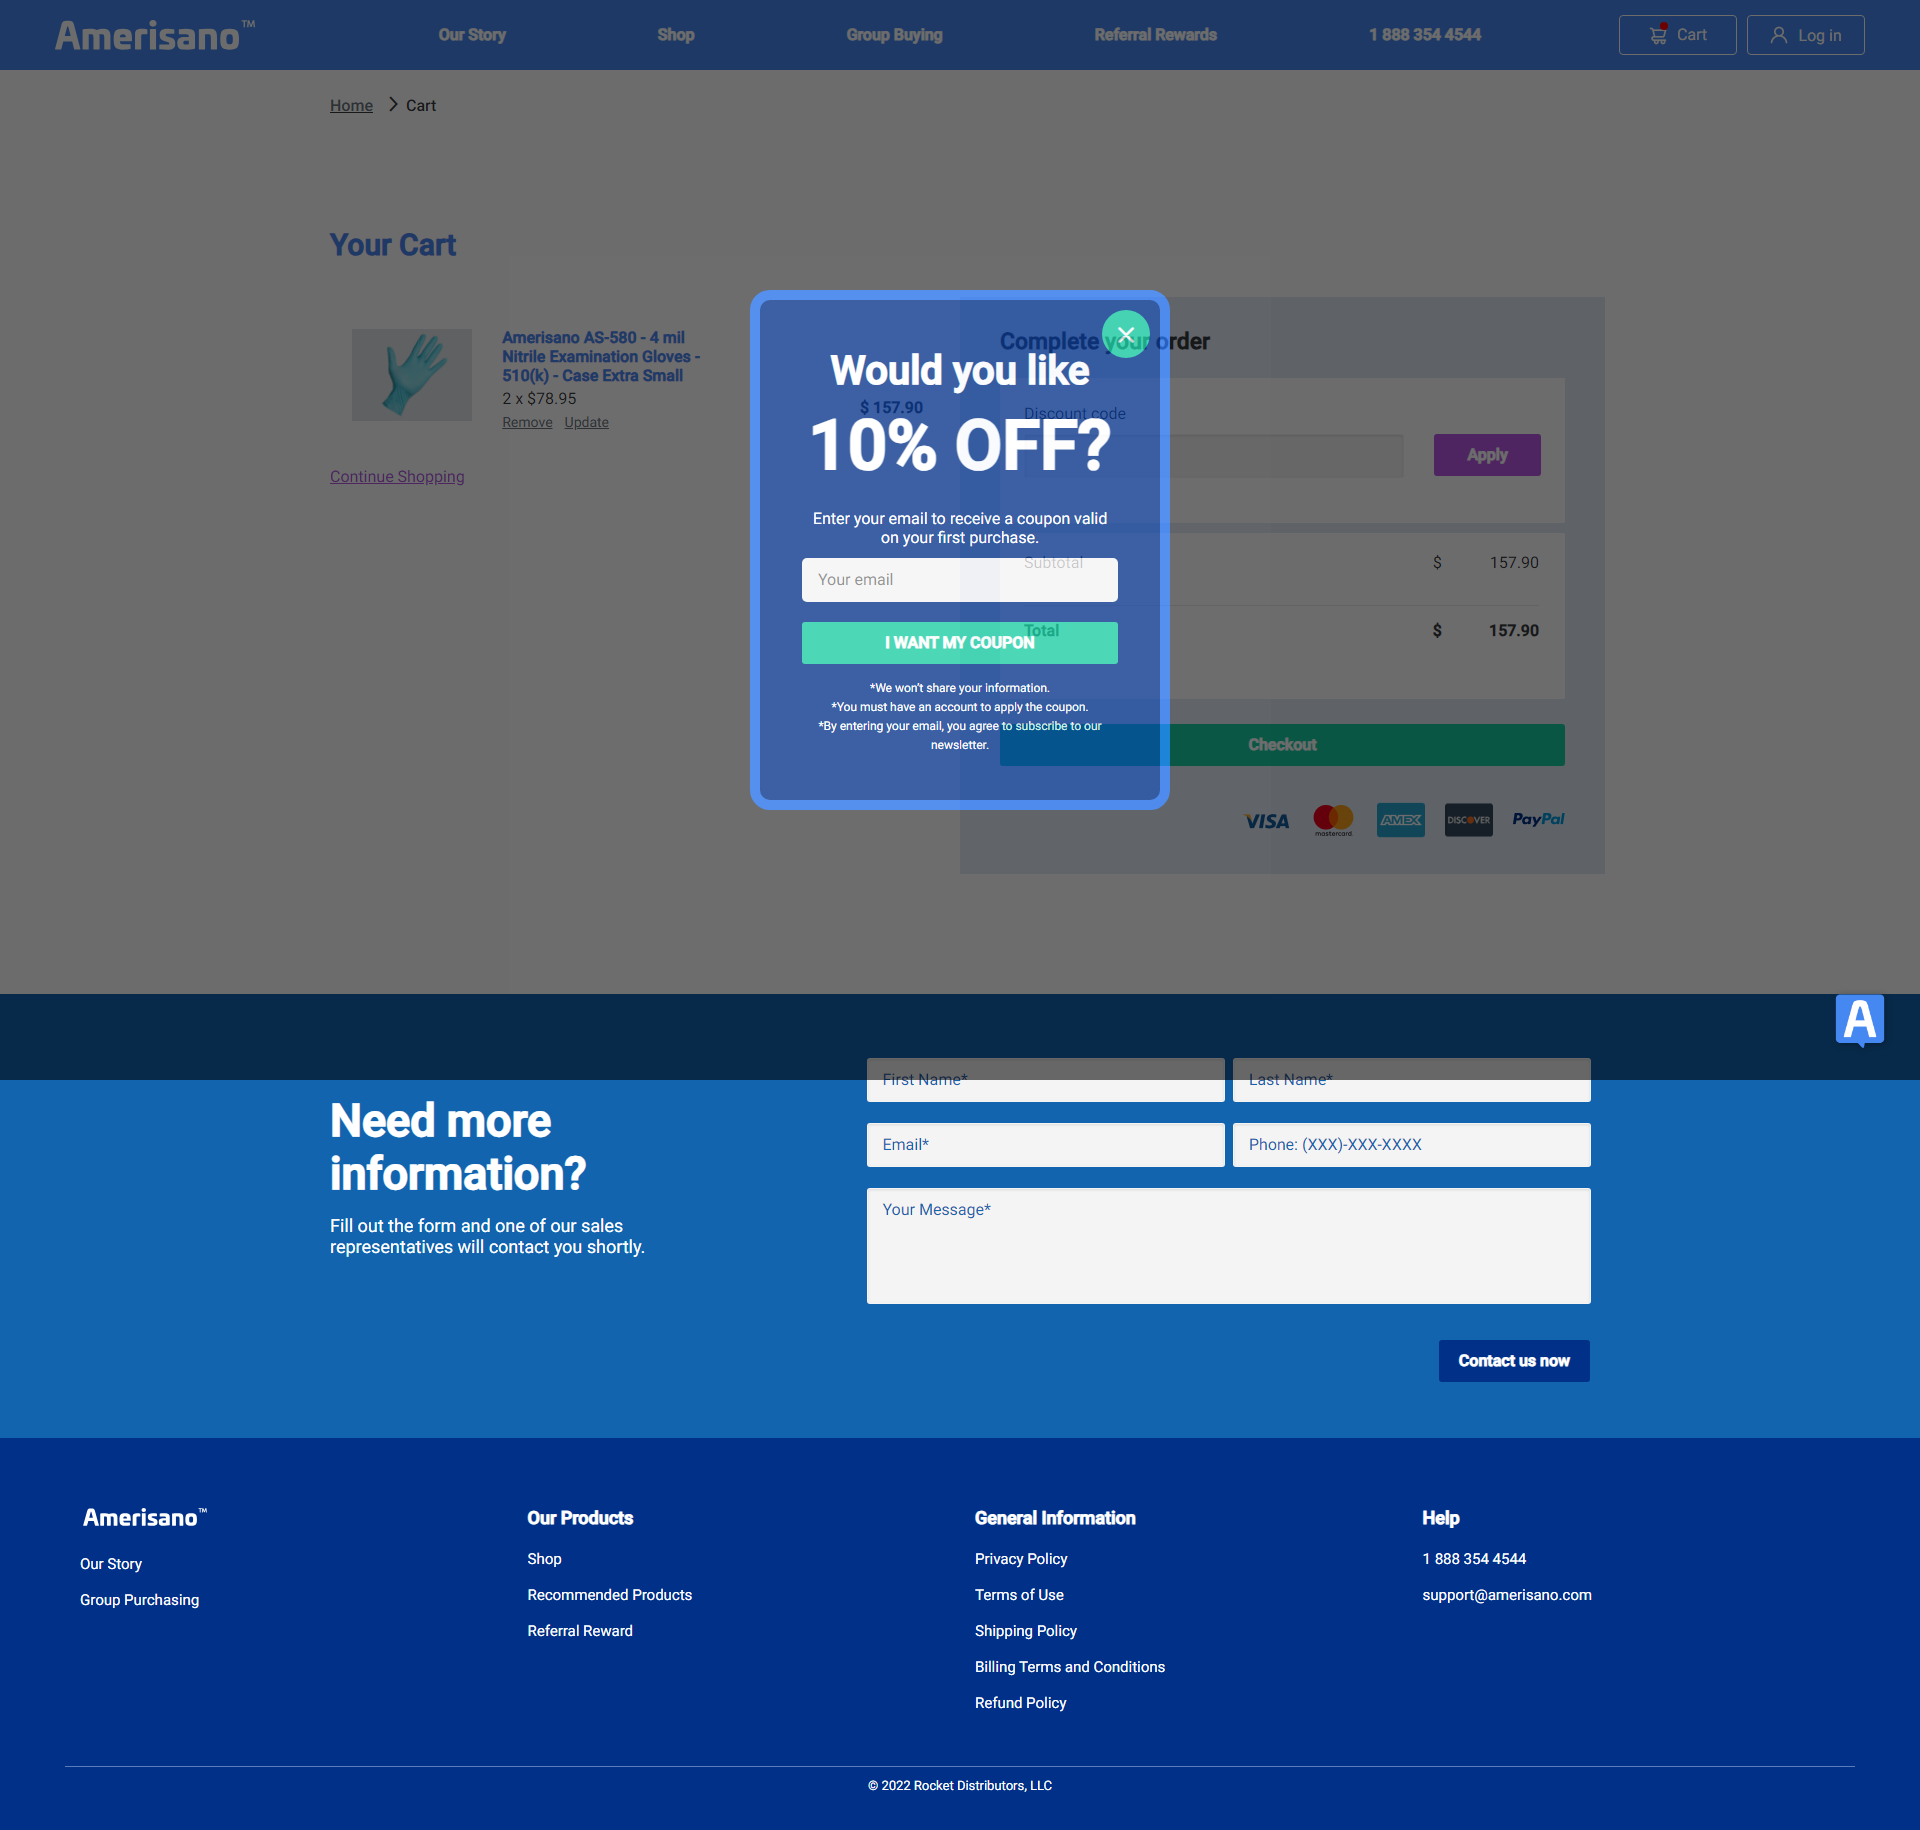 Amerisano™
Our Story
Shop
Group Buying
Referral Rewards
1 888 354 4544
Cart
Log in
Home
Cart
Your Cart
Amerisano AS-580 - 4 mil
Nitrile Examination Gloves -
510(k) - Case Extra Small
2 x $78.95
Remove Update
$ 157.90
Continue Shopping
Would you like
10% OFF?
Enter your email to receive a coupon valid
on your first purchase.
Your email
I WANT MY COUPON
*We won't share your information.
*You must have an account to apply the coupon.
*By entering your email, you agree to subscribe to our
newsletter.
Complete your order
Discount code
Apply
Subtotal $ 157.90
Total $ 157.90
Checkout
VISA
mastercard
AMEX
DISCOVER
PayPal
A
Need more
information?
Fill out the form and one of our sales
representatives will contact you shortly.
First Name*
Last Name*
Email*
Phone: (XXX)-XXX-XXXX
Your Message*
Contact us now
Amerisano™
Our Story
Group Purchasing
Our Products
Shop
Recommended Products
Referral Reward
General Information
Privacy Policy
Terms of Use
Shipping Policy
Billing Terms and Conditions
Refund Policy
Help
1 888 354 4544
support@amerisano.com
© 2022 Rocket Distributors, LLC